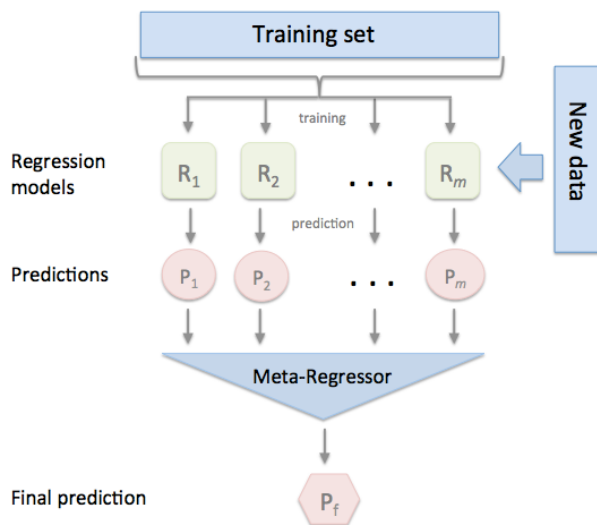 Training set
training
New data
Regression
models
R1 R2 . . . Rm
prediction
Predictions
P1 P2 . . . Pm
Meta-Regressor
Final prediction
Pf